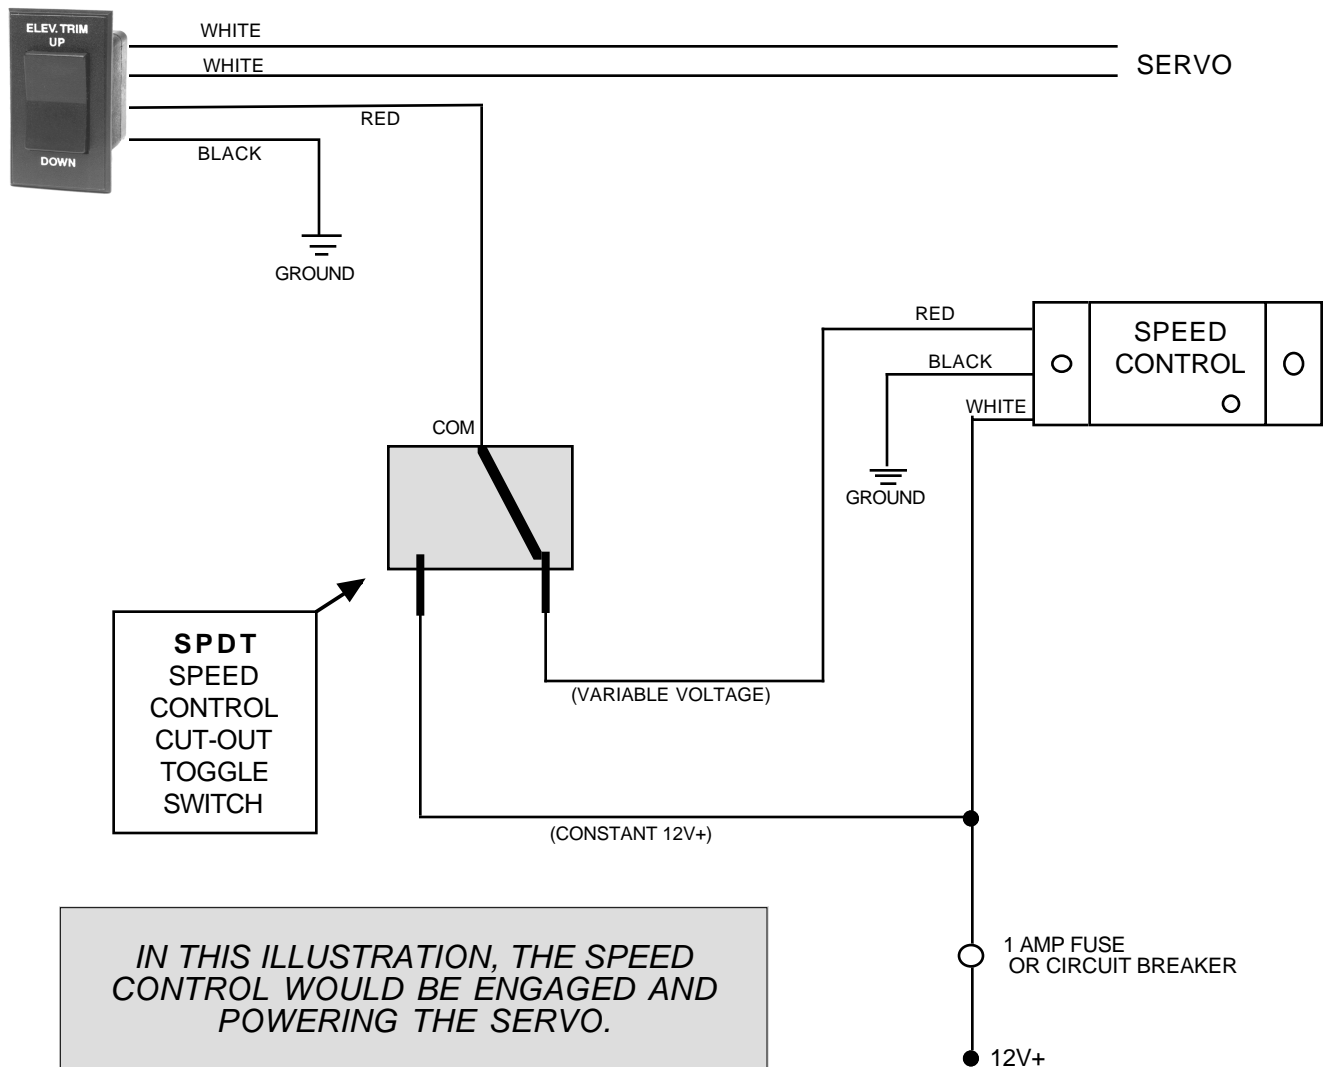 ELEV. TRIM
UP
DOWN
WHITE
WHITE
SERVO
RED
BLACK
GROUND
RED
SPEED
CONTROL
BLACK
WHITE
GROUND
COM
SPDT
SPEED
CONTROL
CUT-OUT
TOGGLE
SWITCH
(VARIABLE VOLTAGE)
(CONSTANT 12V+)
IN THIS ILLUSTRATION, THE SPEED
CONTROL WOULD BE ENGAGED AND
POWERING THE SERVO.
1 AMP FUSE
OR CIRCUIT BREAKER
12V+